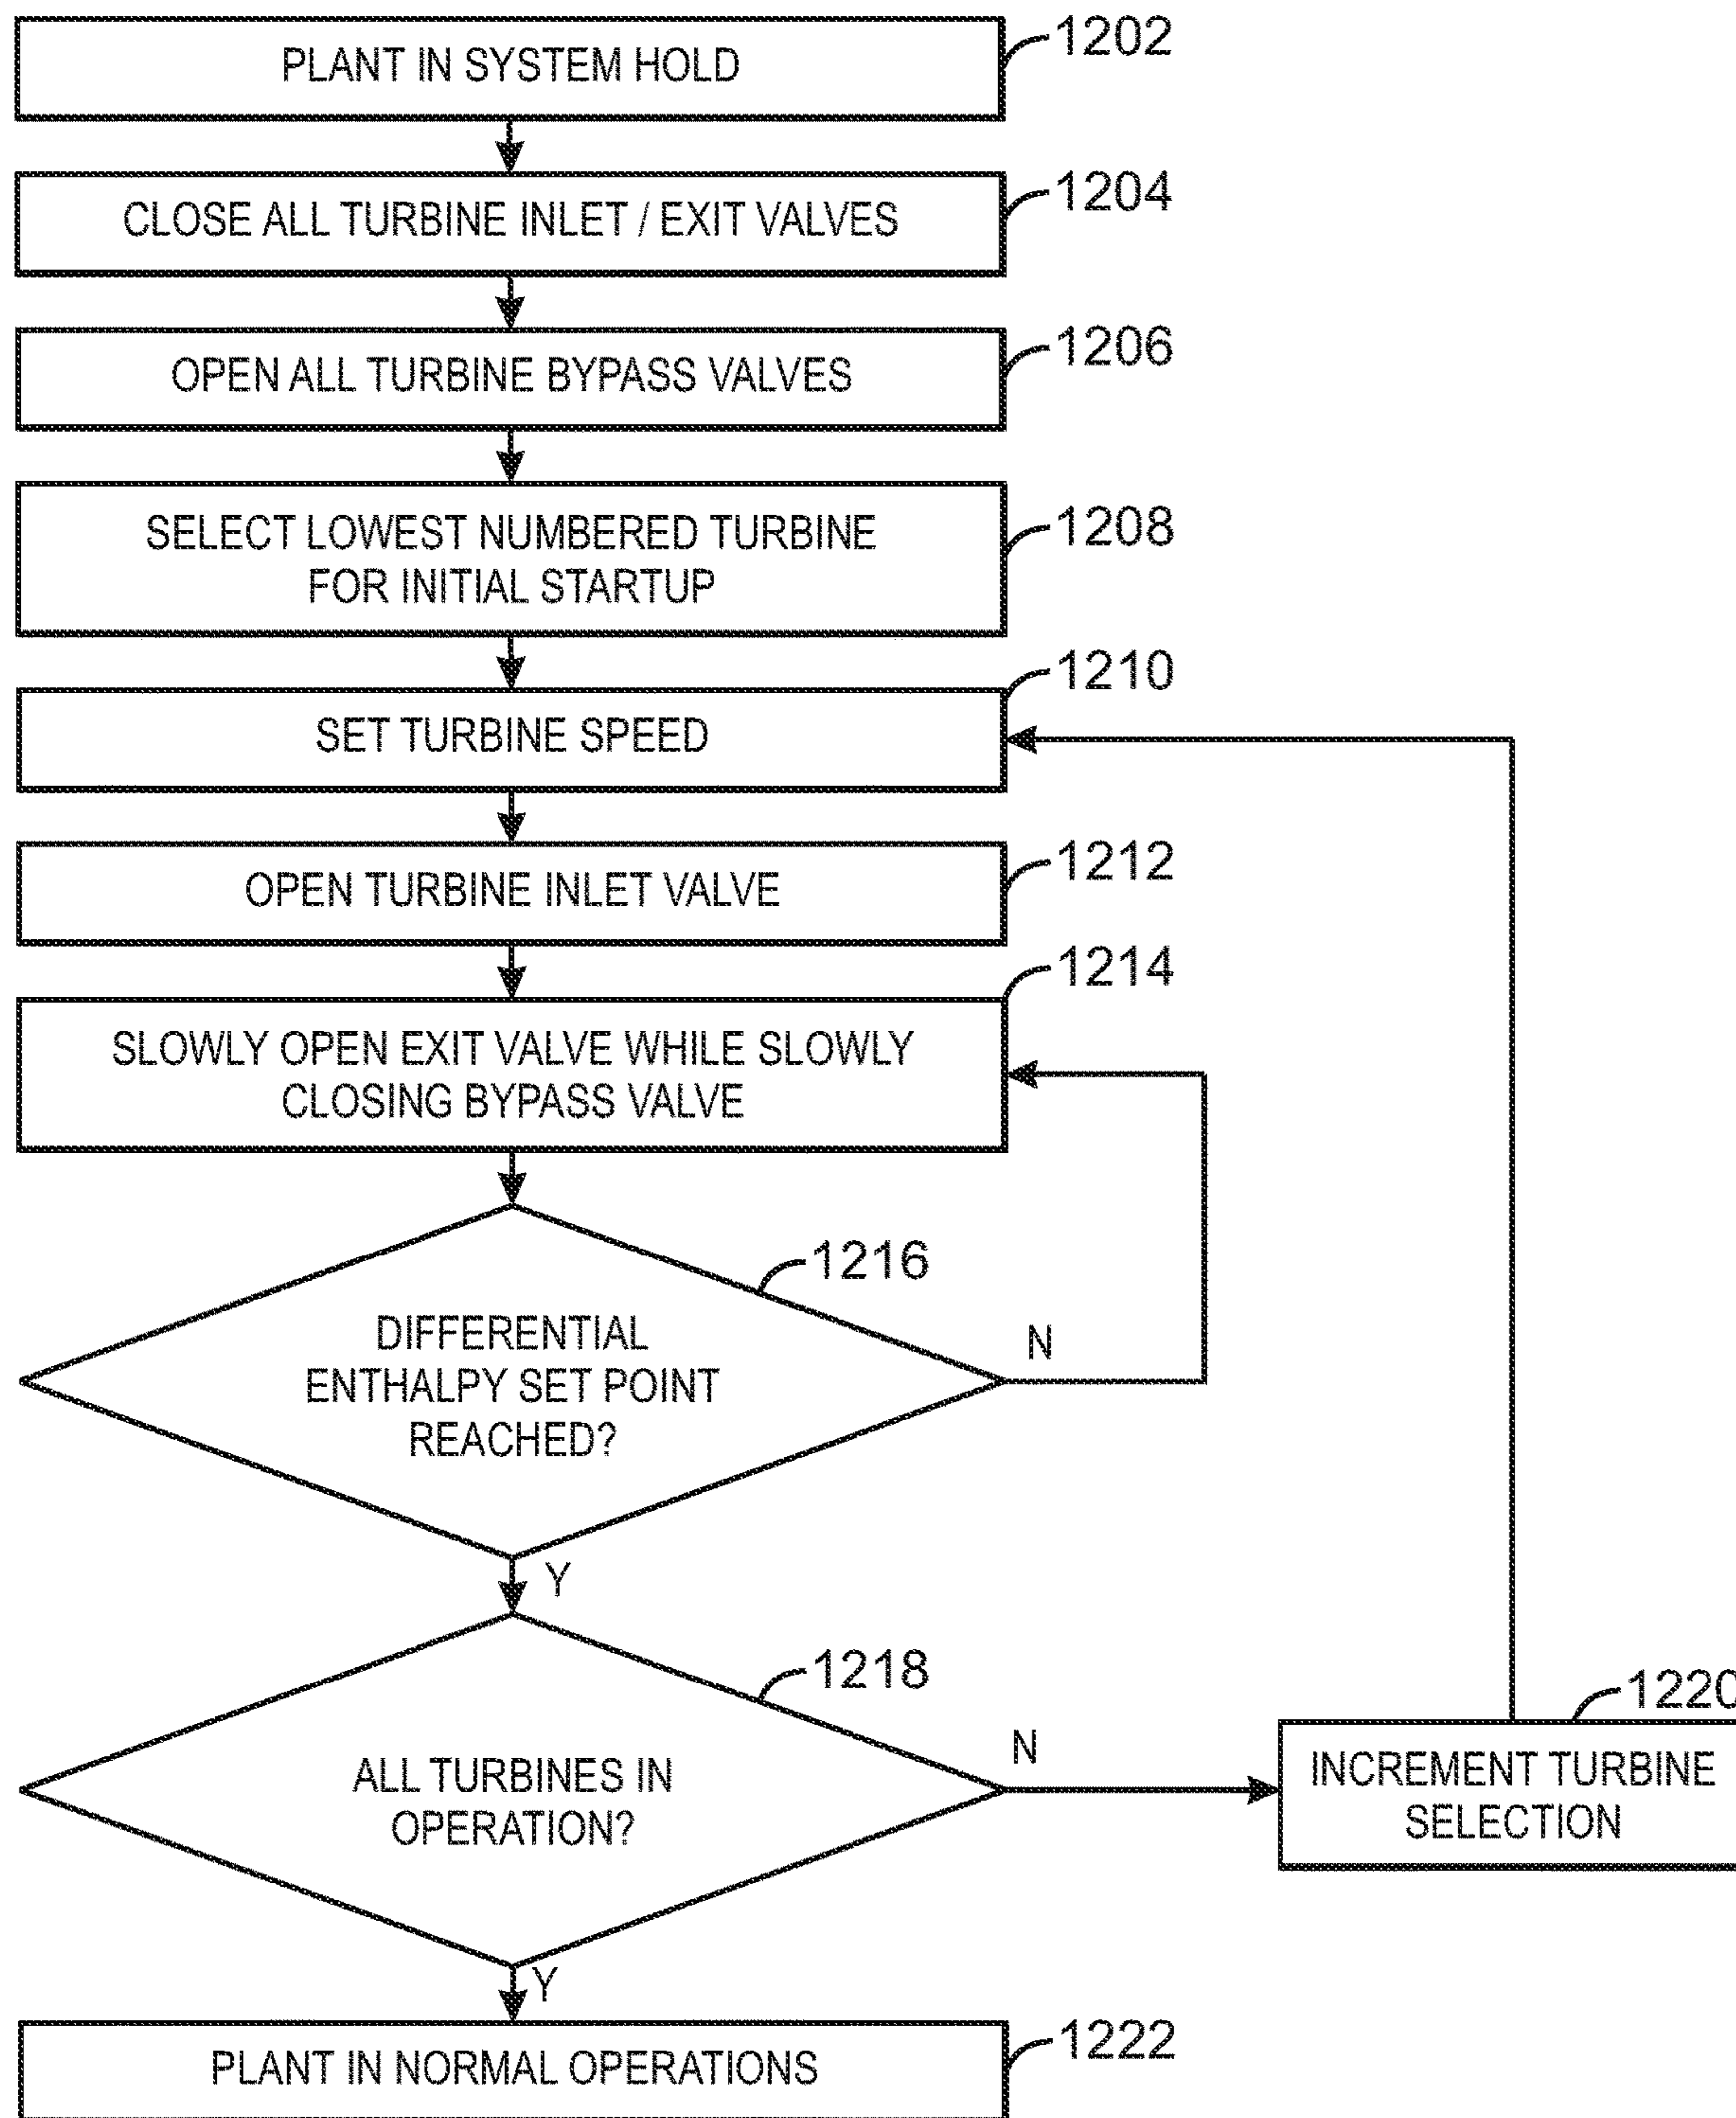 PLANT IN SYSTEM HOLD
1202
CLOSE ALL TURBINE INLET / EXIT VALVES
1204
OPEN ALL TURBINE BYPASS VALVES
1206
SELECT LOWEST NUMBERED TURBINE
FOR INITIAL STARTUP
1208
SET TURBINE SPEED
1210
OPEN TURBINE INLET VALVE
1212
SLOWLY OPEN EXIT VALVE WHILE SLOWLY
CLOSING BYPASS VALVE
1214
DIFFERENTIAL
ENTHALPY SET POINT
REACHED?
1216
N
Y
ALL TURBINES IN
OPERATION?
1218
N
INCREMENT TURBINE
SELECTION
1220
Y
PLANT IN NORMAL OPERATIONS
1222